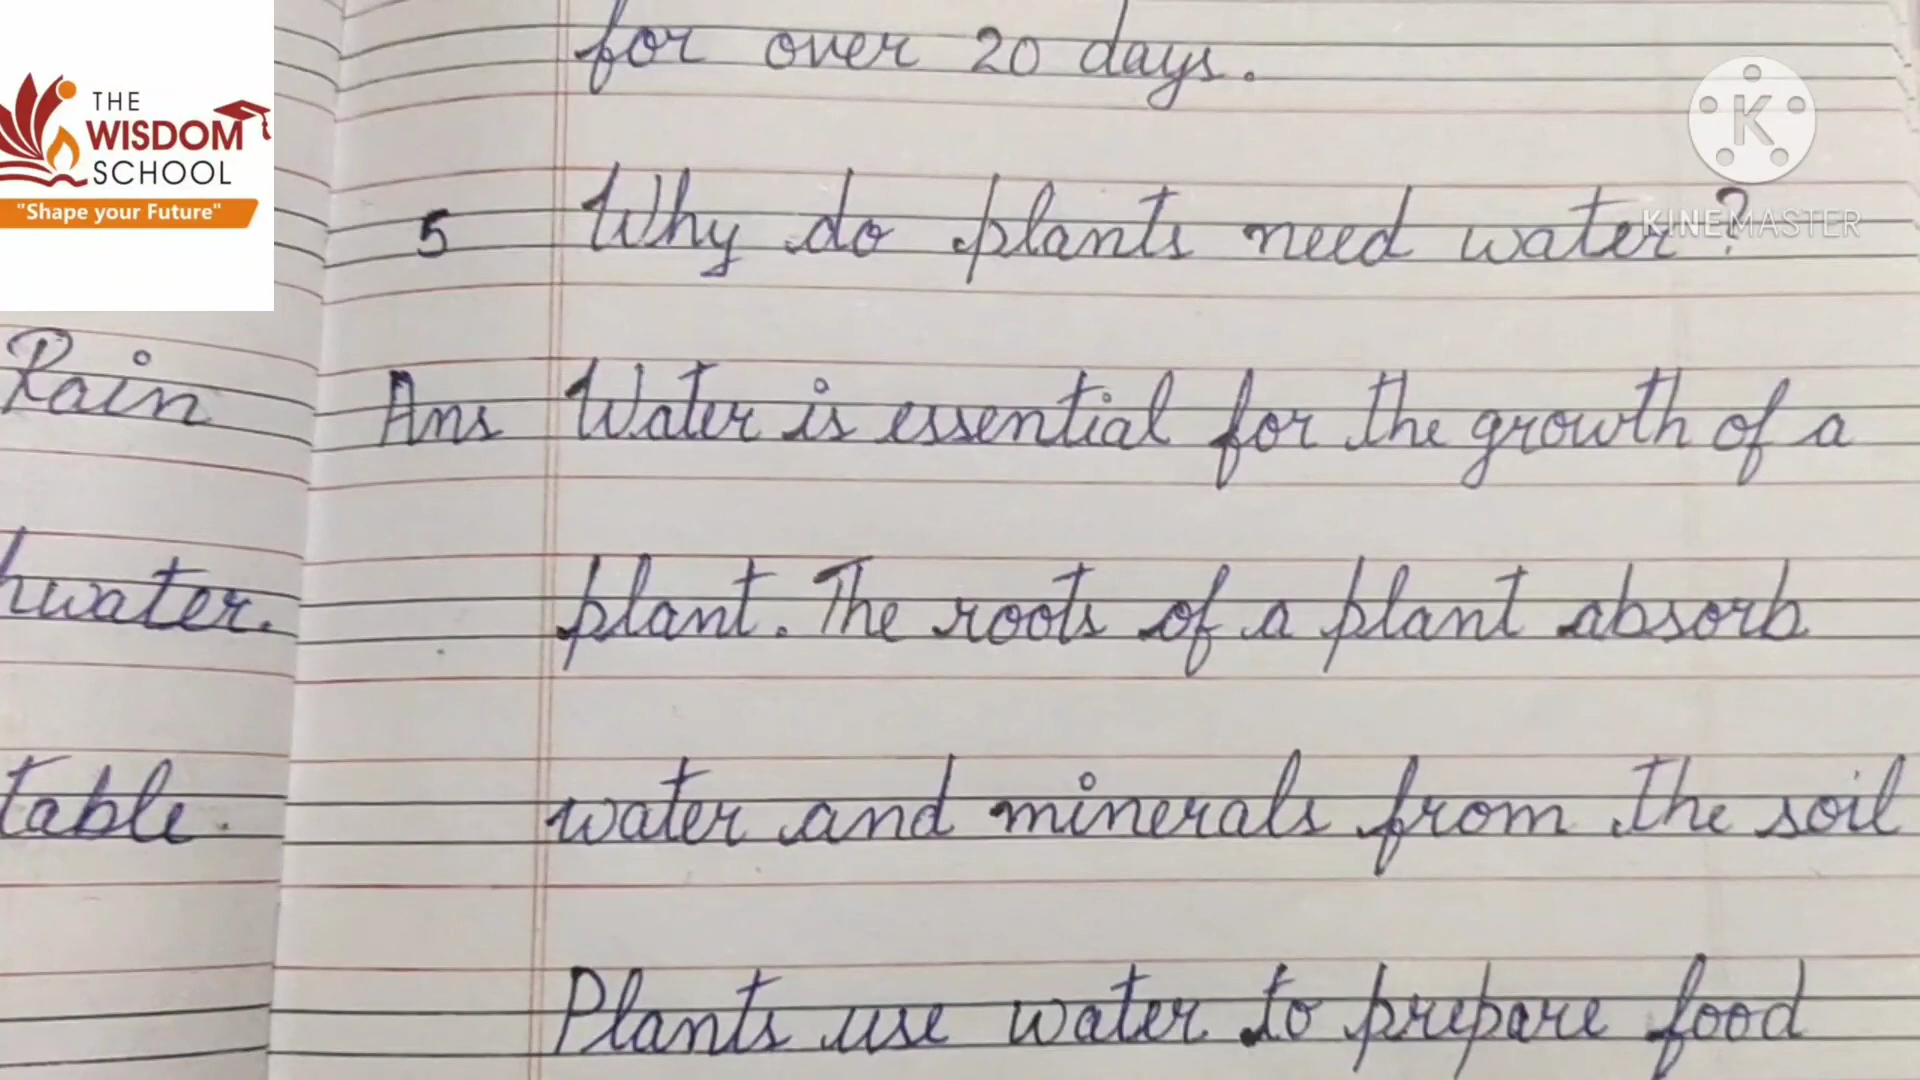 THE
WISDOM
SCHOOL
"Shape your Future"
K
KINEMASTER
Rain
hwater.
table.
for over 20 days.
5 Why do plants need water?
Ans Water is essential for the growth of a
plant. The roots of a plant absorb
water and minerals from the soil
Plants use water to prepare food